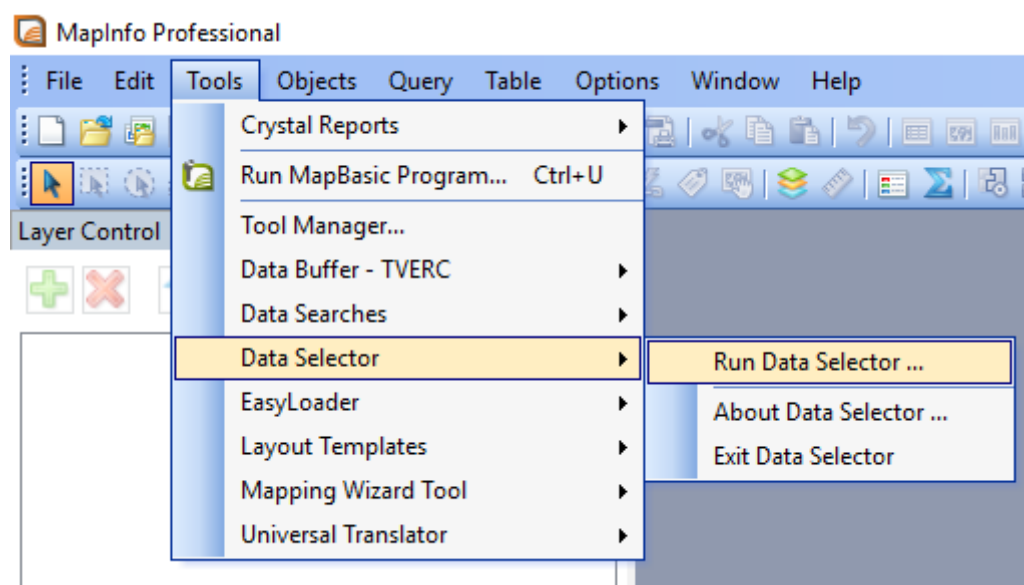 MapInfo Professional
File Edit Tools Objects Query Table Options Window Help
Crystal Reports
Run MapBasic Program... Ctrl+U
Layer Control
Tool Manager...
Data Buffer - TVERC
Data Searches
Data Selector
Run Data Selector ...
EasyLoader
About Data Selector ...
Layout Templates
Exit Data Selector
Mapping Wizard Tool
Universal Translator